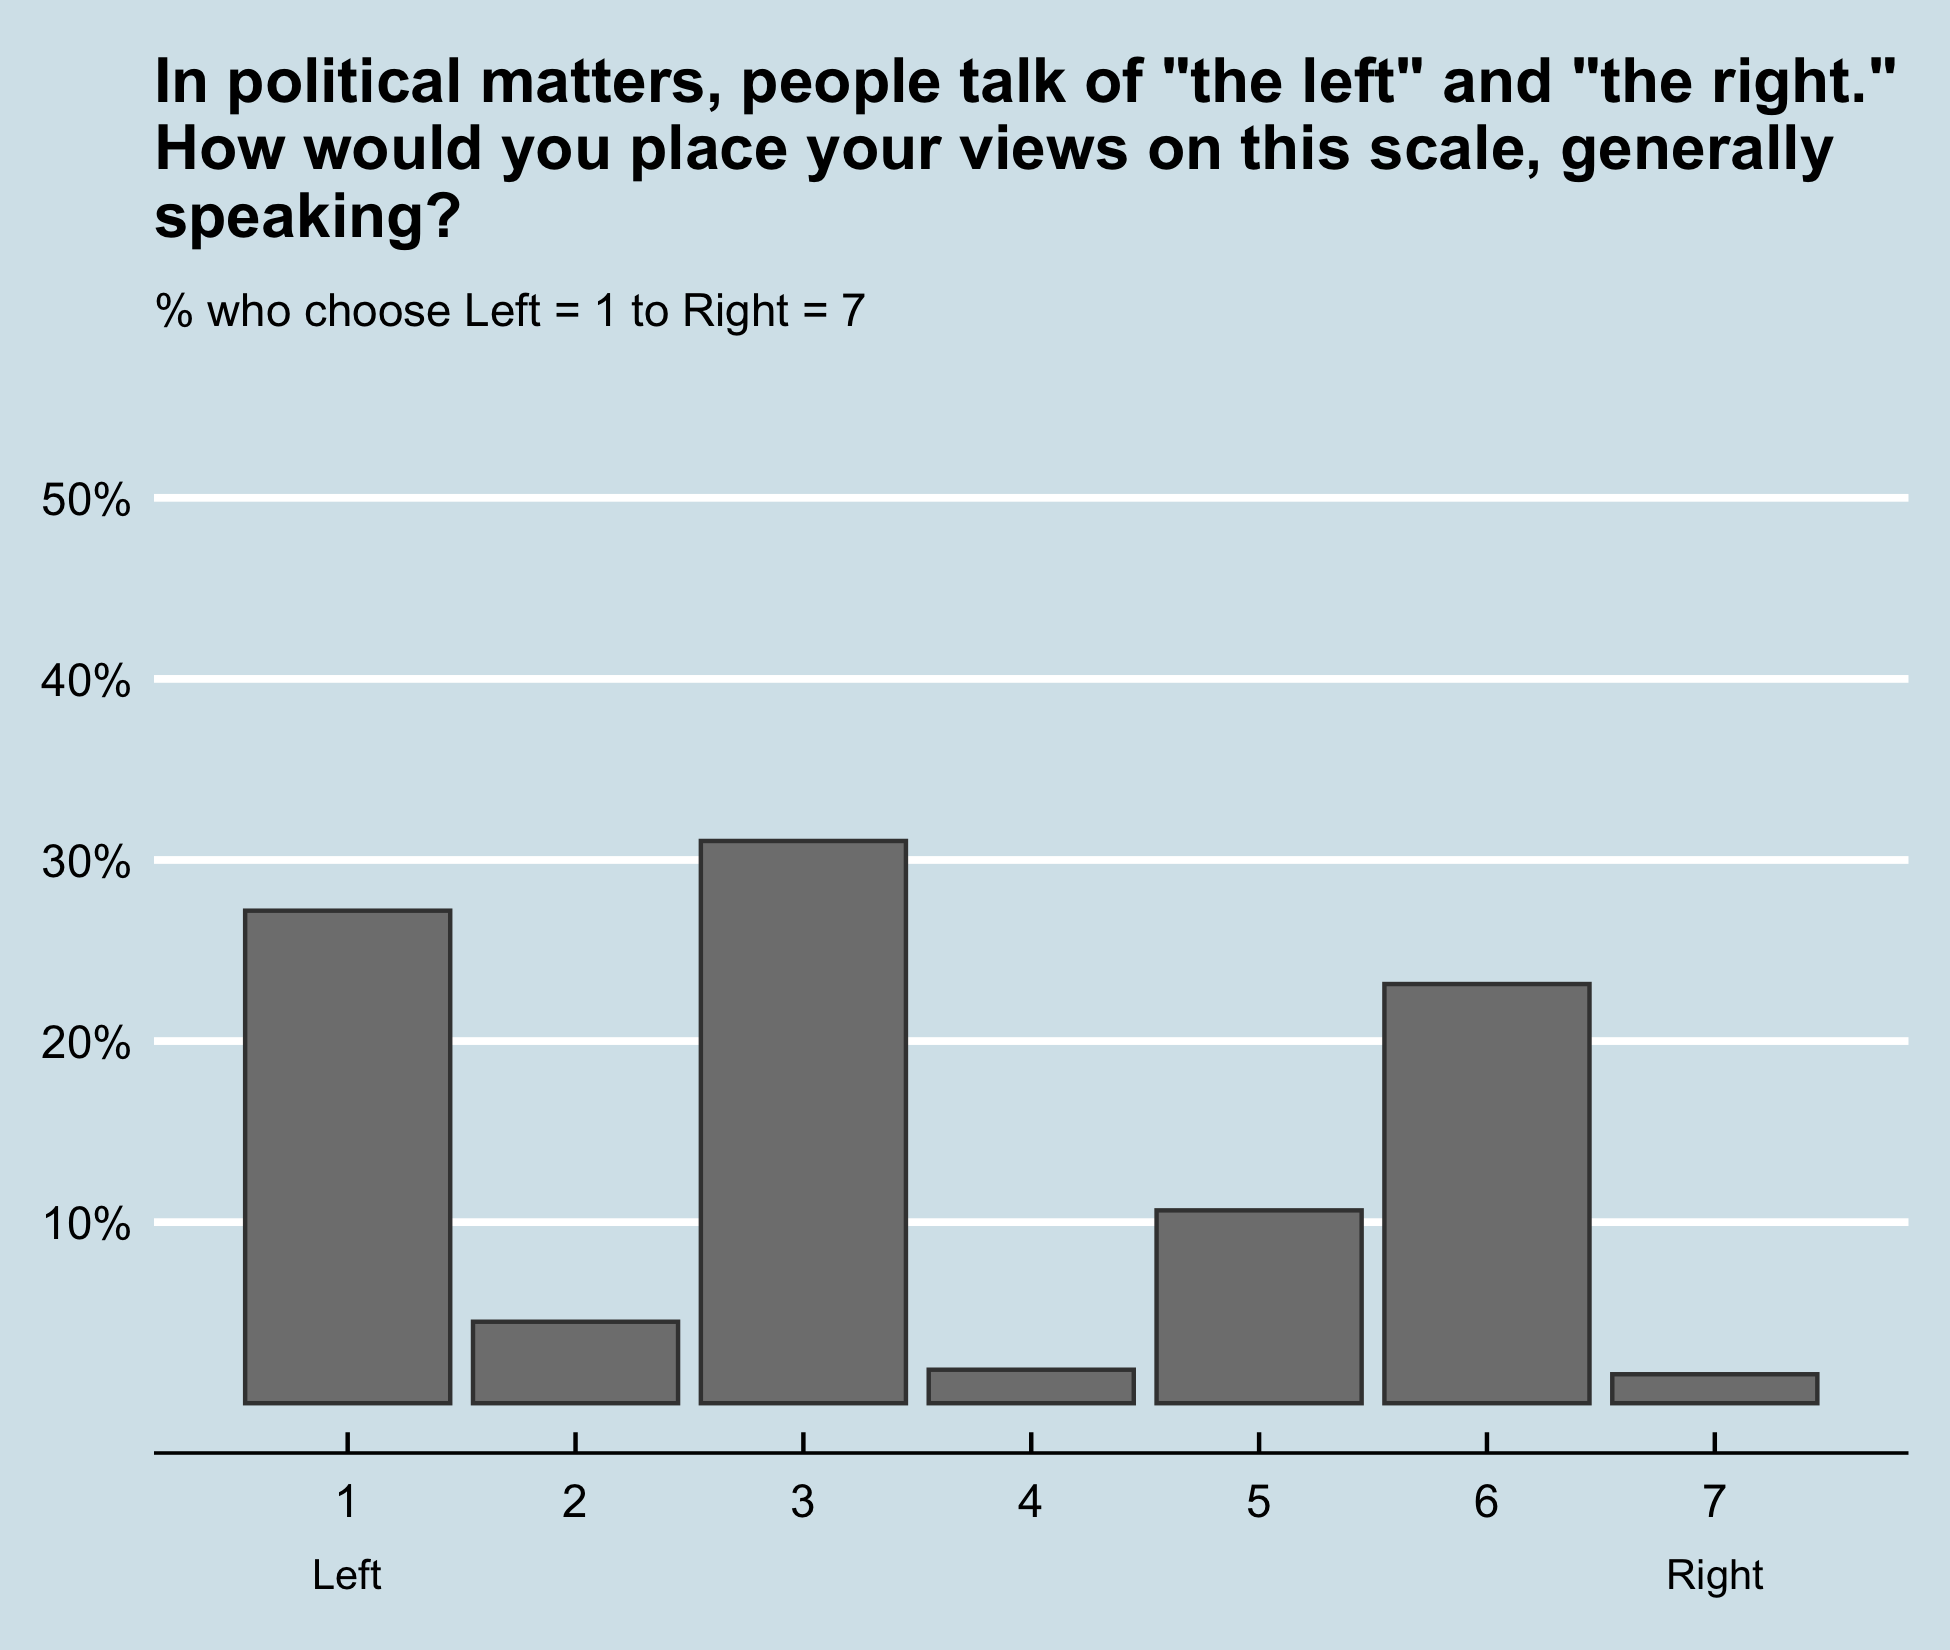 In political matters, people talk of "the left" and "the right."
How would you place your views on this scale, generally
speaking?
% who choose Left = 1 to Right = 7
50%
40%
30%
20%
10%
1 2 3 4 5 6 7
Left Right